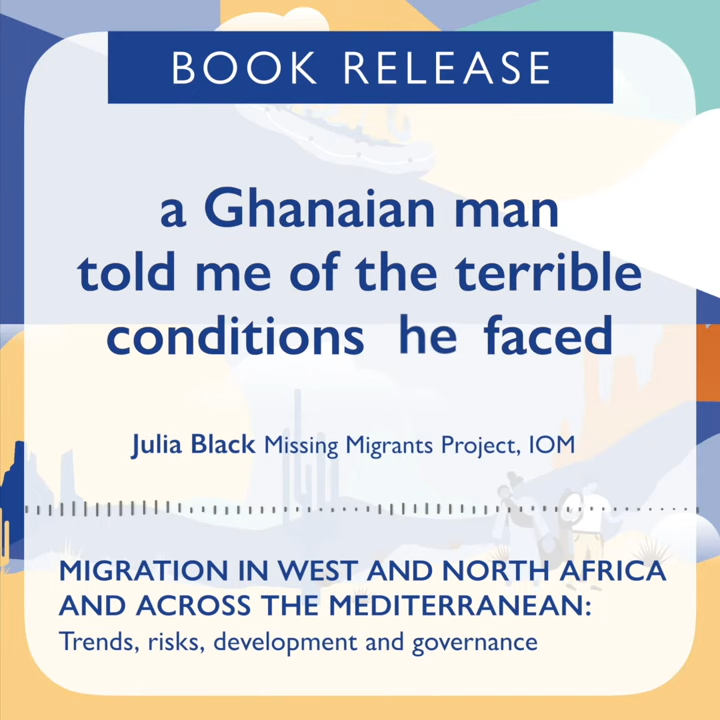 BOOK RELEASE
a Ghanaian man
told me of the terrible
conditions he faced
Julia Black Missing Migrants Project, IOM
MIGRATION IN WEST AND NORTH AFRICA
AND ACROSS THE MEDITERRANEAN:
Trends, risks, development and governance